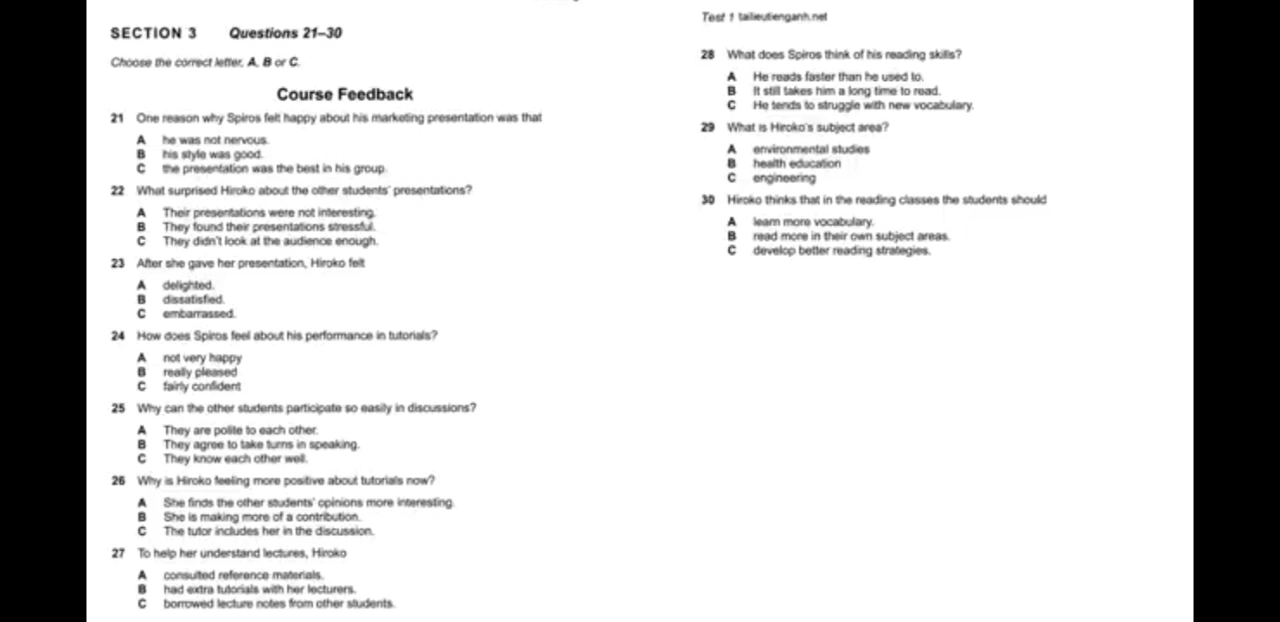 SECTION 3 Questions 21–30
Choose the correct letter, A, B or C.
Course Feedback
21 One reason why Spiros felt happy about his marketing presentation was that
A he was not nervous.
B his style was good.
C the presentation was the best in his group.
22 What surprised Hiroko about the other students' presentations?
A Their presentations were not interesting.
B They found their presentations stressful.
C They didn't look at the audience enough.
23 After she gave her presentation, Hiroko felt
A delighted.
B dissatisfied.
C embarrassed.
24 How does Spiros feel about his performance in tutorials?
A not very happy
B really pleased
C fairly confident
25 Why can the other students participate so easily in discussions?
A They are polite to each other.
B They agree to take turns in speaking.
C They know each other well.
26 Why is Hiroko feeling more positive about tutorials now?
A She finds the other students' opinions more interesting.
B She is making more of a contribution.
C The tutor includes her in the discussion.
27 To help her understand lectures, Hiroko
A consulted reference materials.
B had extra tutorials with her lecturers.
C borrowed lecture notes from other students.
Test 1 tailieutienganh.net
28 What does Spiros think of his reading skills?
A He reads faster than he used to.
B It still takes him a long time to read.
C He tends to struggle with new vocabulary.
29 What is Hiroko's subject area?
A environmental studies
B health education
C engineering
30 Hiroko thinks that in the reading classes the students should
A learn more vocabulary.
B read more in their own subject areas.
C develop better reading strategies.